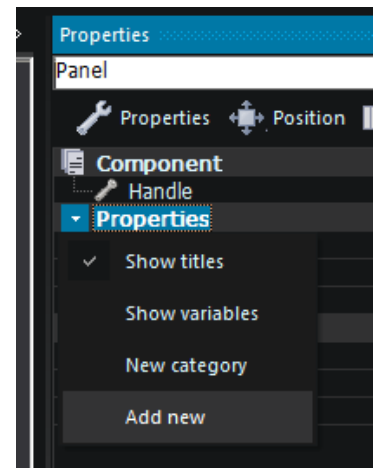 Properties
Panel
Properties Position
Component
Handle
Properties
Show titles
Show variables
New category
Add new